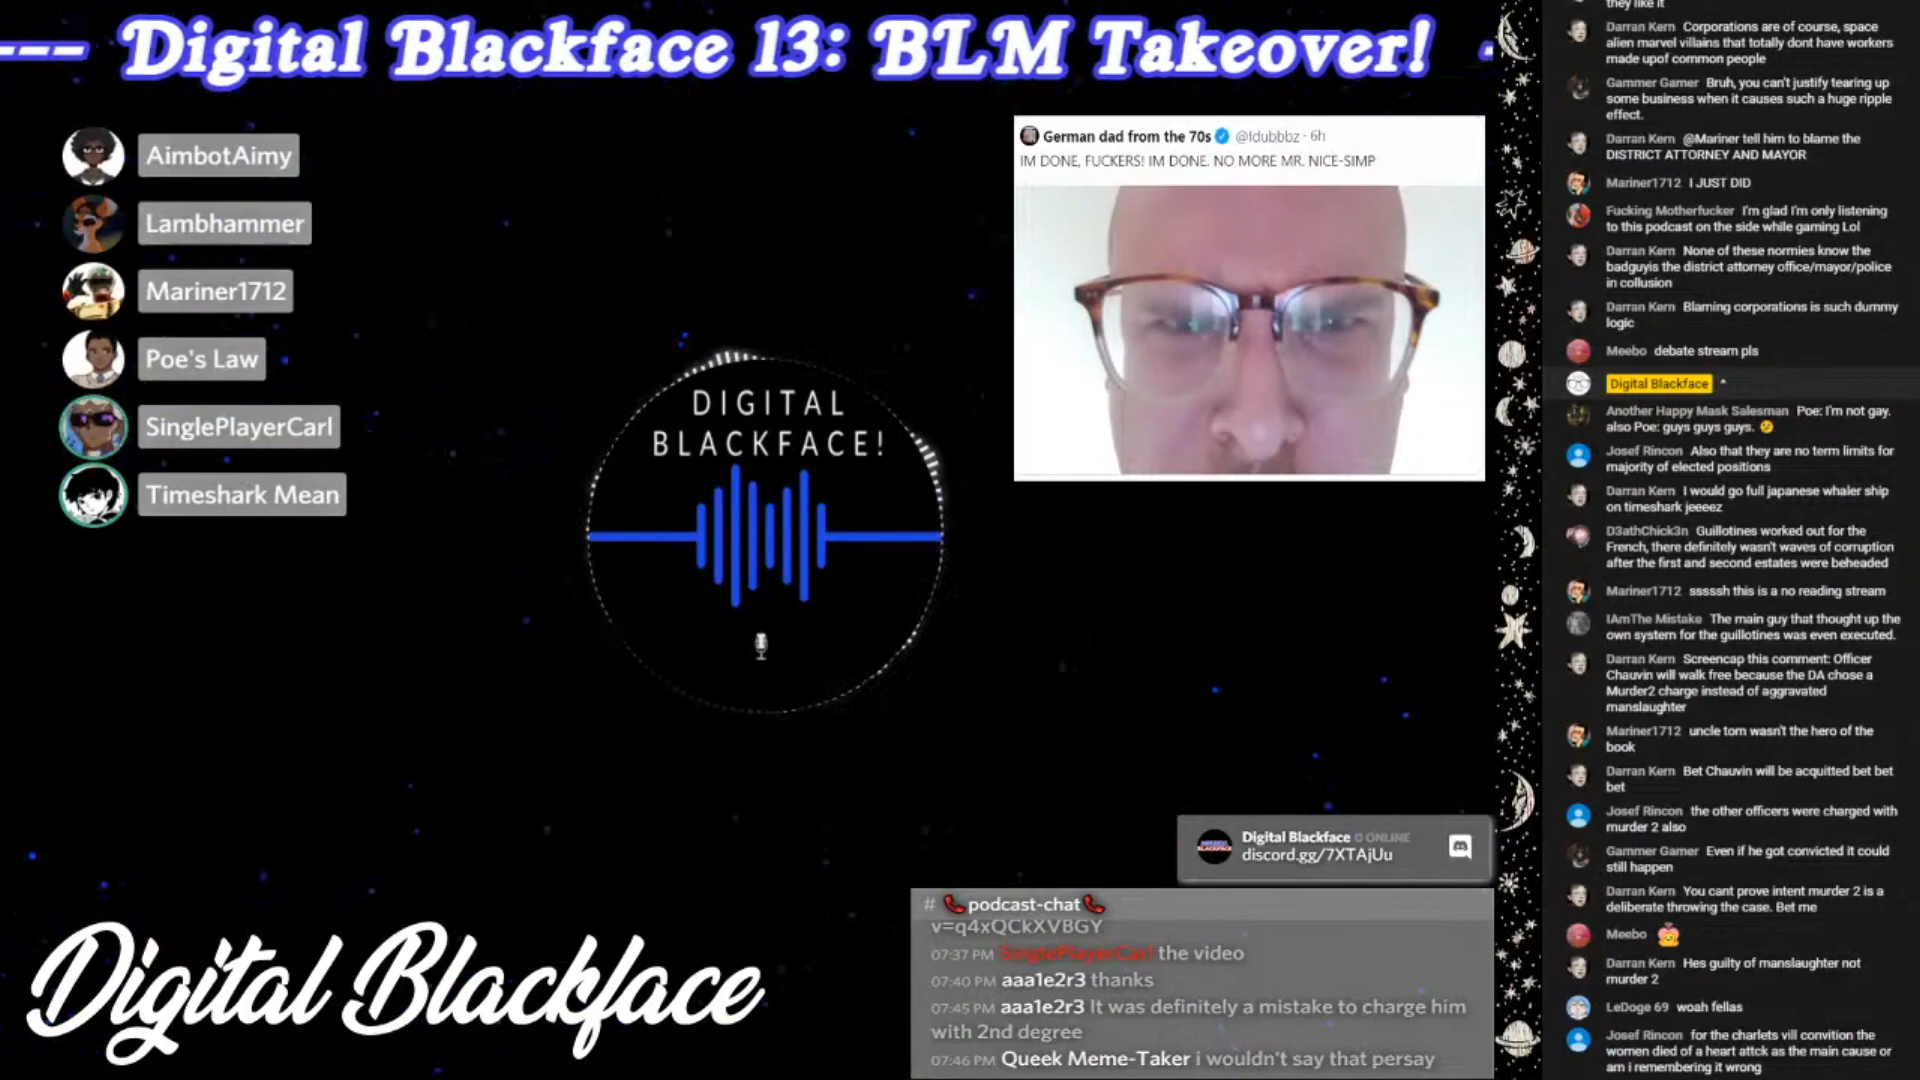 --- Digital Blackface 13: BLM Takeover! -
AimbotAimy
Lambhammer
Mariner1712
Poe's Law
SinglePlayerCarl
Timeshark Mean
DIGITAL
BLACKFACE!
German dad from the 70s @Idubbbz · 6h
IM DONE, FUCKERS! IM DONE. NO MORE MR. NICE-SIMP
Digital Blackface 0 ONLINE
discord.gg/7XTAjUu
# podcast-chat
v=q4xQCkXVBGY
07:37 PM SinglePlayerCarl the video
07:40 PM aaa1e2r3 thanks
07:45 PM aaa1e2r3 It was definitely a mistake to charge him
with 2nd degree
07:46 PM Queek Meme-Taker i wouldn't say that persay
Digital Blackface
they like it
Darran Kern Corporations are of course, space
alien marvel villains that totally dont have workers
made upof common people
Gammer Gamer Bruh, you can't justify tearing up
some business when it causes such a huge ripple
effect.
Darran Kern @Mariner tell him to blame the
DISTRICT ATTORNEY AND MAYOR
Mariner1712 I JUST DID
Fucking Motherfucker I'm glad I'm only listening
to this podcast on the side while gaming Lol
Darran Kern None of these normies know the
badguyis the district attorney office/mayor/police
in collusion
Darran Kern Blaming corporations is such dummy
logic
Meebo debate stream pls
Digital Blackface ^
Another Happy Mask Salesman Poe: I'm not gay.
also Poe: guys guys guys.
Josef Rincon Also that they are no term limits for
majority of elected positions
Darran Kern I would go full japanese whaler ship
on timeshark jeeeez
D3athChick3n Guillotines worked out for the
French, there definitely wasn't waves of corruption
after the first and second estates were beheaded
Mariner1712 sssssh this is a no reading stream
IAmThe Mistake The main guy that thought up the
own system for the guillotines was even executed.
Darran Kern Screencap this comment: Officer
Chauvin will walk free because the DA chose a
Murder2 charge instead of aggravated
manslaughter
Mariner1712 uncle tom wasn't the hero of the
book
Darran Kern Bet Chauvin will be acquitted bet bet
bet
Josef Rincon the other officers were charged with
murder 2 also
Gammer Gamer Even if he got convicted it could
still happen
Darran Kern You cant prove intent murder 2 is a
deliberate throwing the case. Bet me
Meebo
Darran Kern Hes guilty of manslaughter not
murder 2
LeDoge 69 woah fellas
Josef Rincon for the charlets vill convition the
women died of a heart attck as the main cause or
am i remembering it wrong